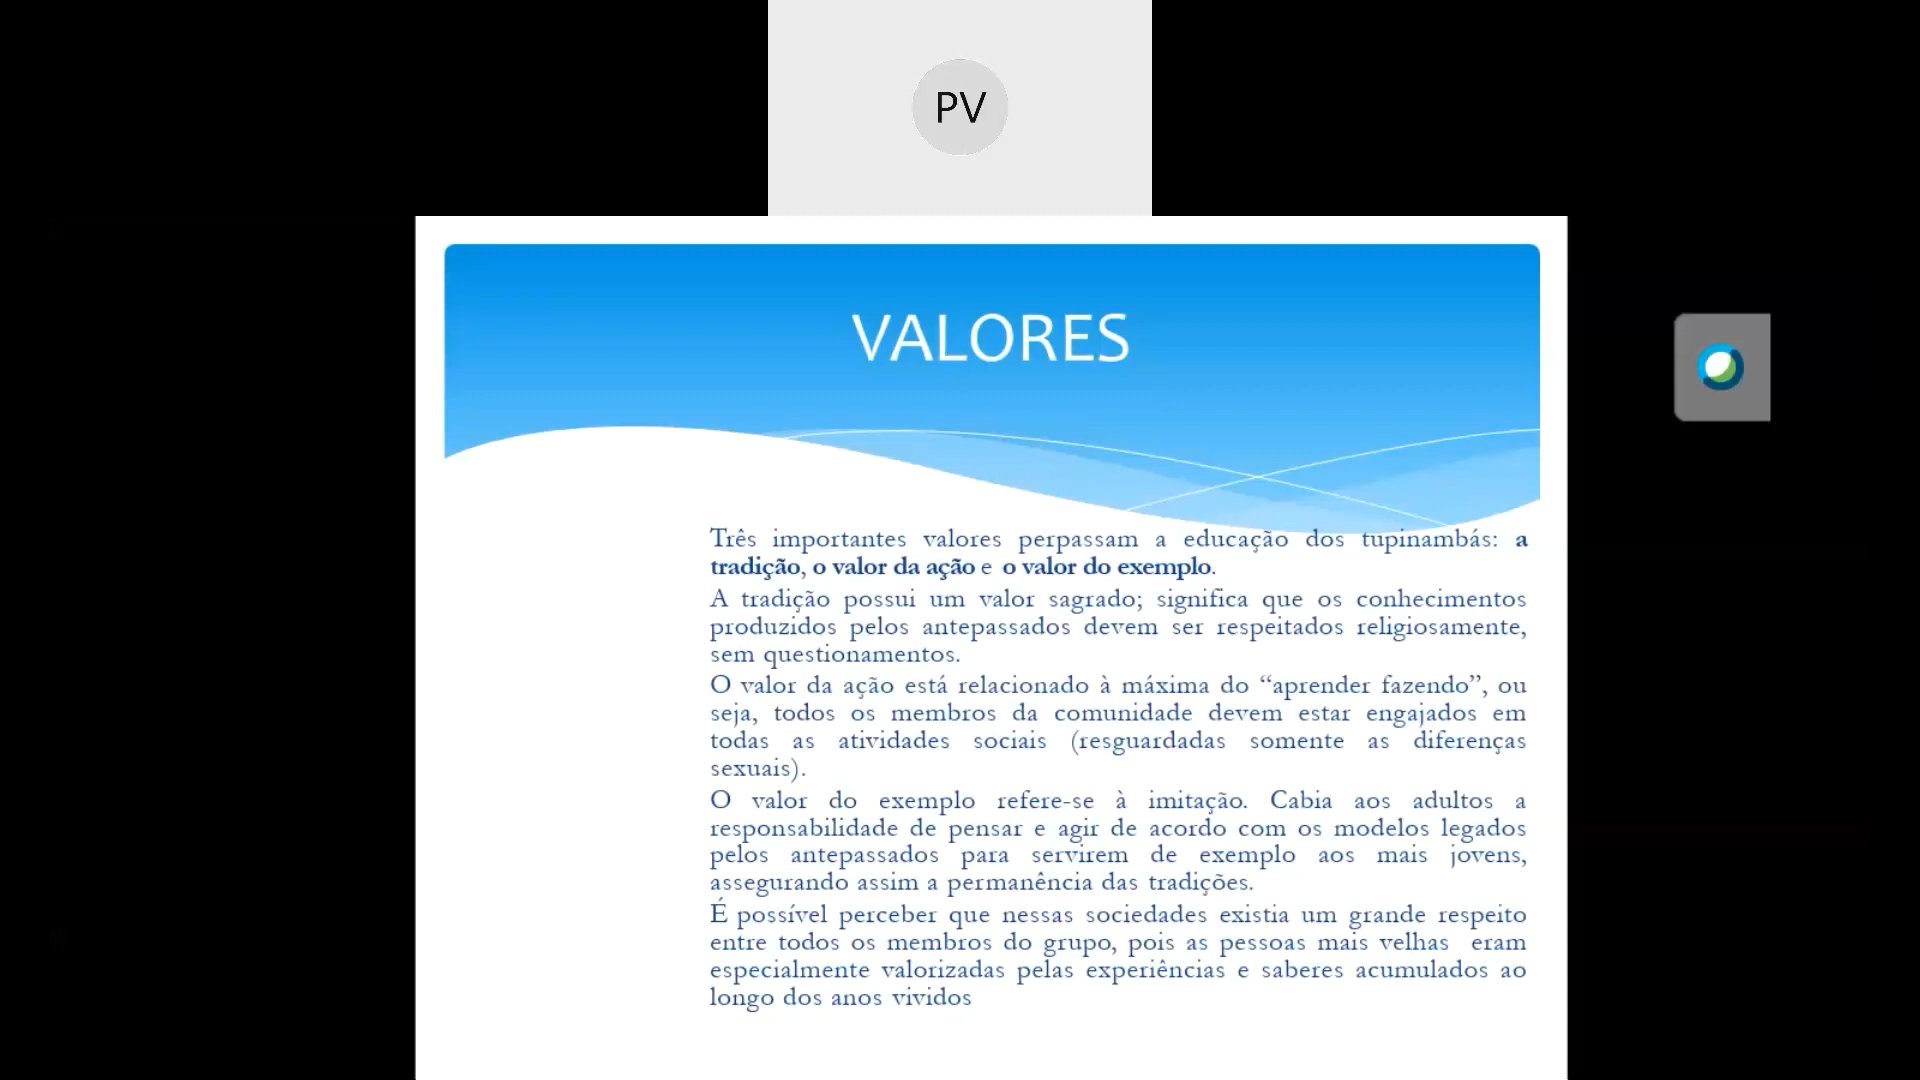 PV
VALORES
Três importantes valores perpassam a educação dos tupinambás: a
tradição, o valor da ação e o valor do exemplo.
A tradição possui um valor sagrado; significa que os conhecimentos
produzidos pelos antepassados devem ser respeitados religiosamente,
sem questionamentos.
O valor da ação está relacionado à máxima do “aprender fazendo”, ou
seja, todos os membros da comunidade devem estar engajados em
todas as atividades sociais (resguardadas somente as diferenças
sexuais).
O valor do exemplo refere-se à imitação. Cabia aos adultos a
responsabilidade de pensar e agir de acordo com os modelos legados
pelos antepassados para servirem de exemplo aos mais jovens,
assegurando assim a permanência das tradições.
É possível perceber que nessas sociedades existia um grande respeito
entre todos os membros do grupo, pois as pessoas mais velhas eram
especialmente valorizadas pelas experiências e saberes acumulados ao
longo dos anos vividos